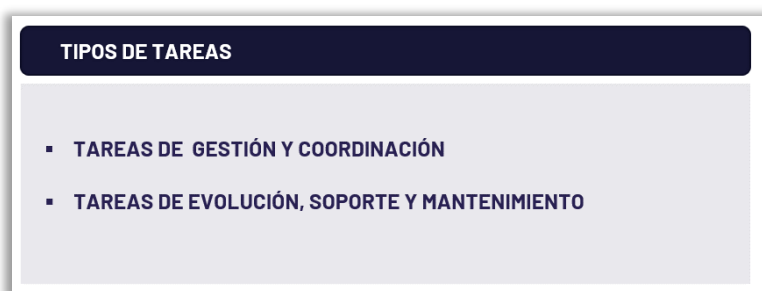 TIPOS DE TAREAS
▪ TAREAS DE GESTIÓN Y COORDINACIÓN
▪ TAREAS DE EVOLUCIÓN, SOPORTE Y MANTENIMIENTO